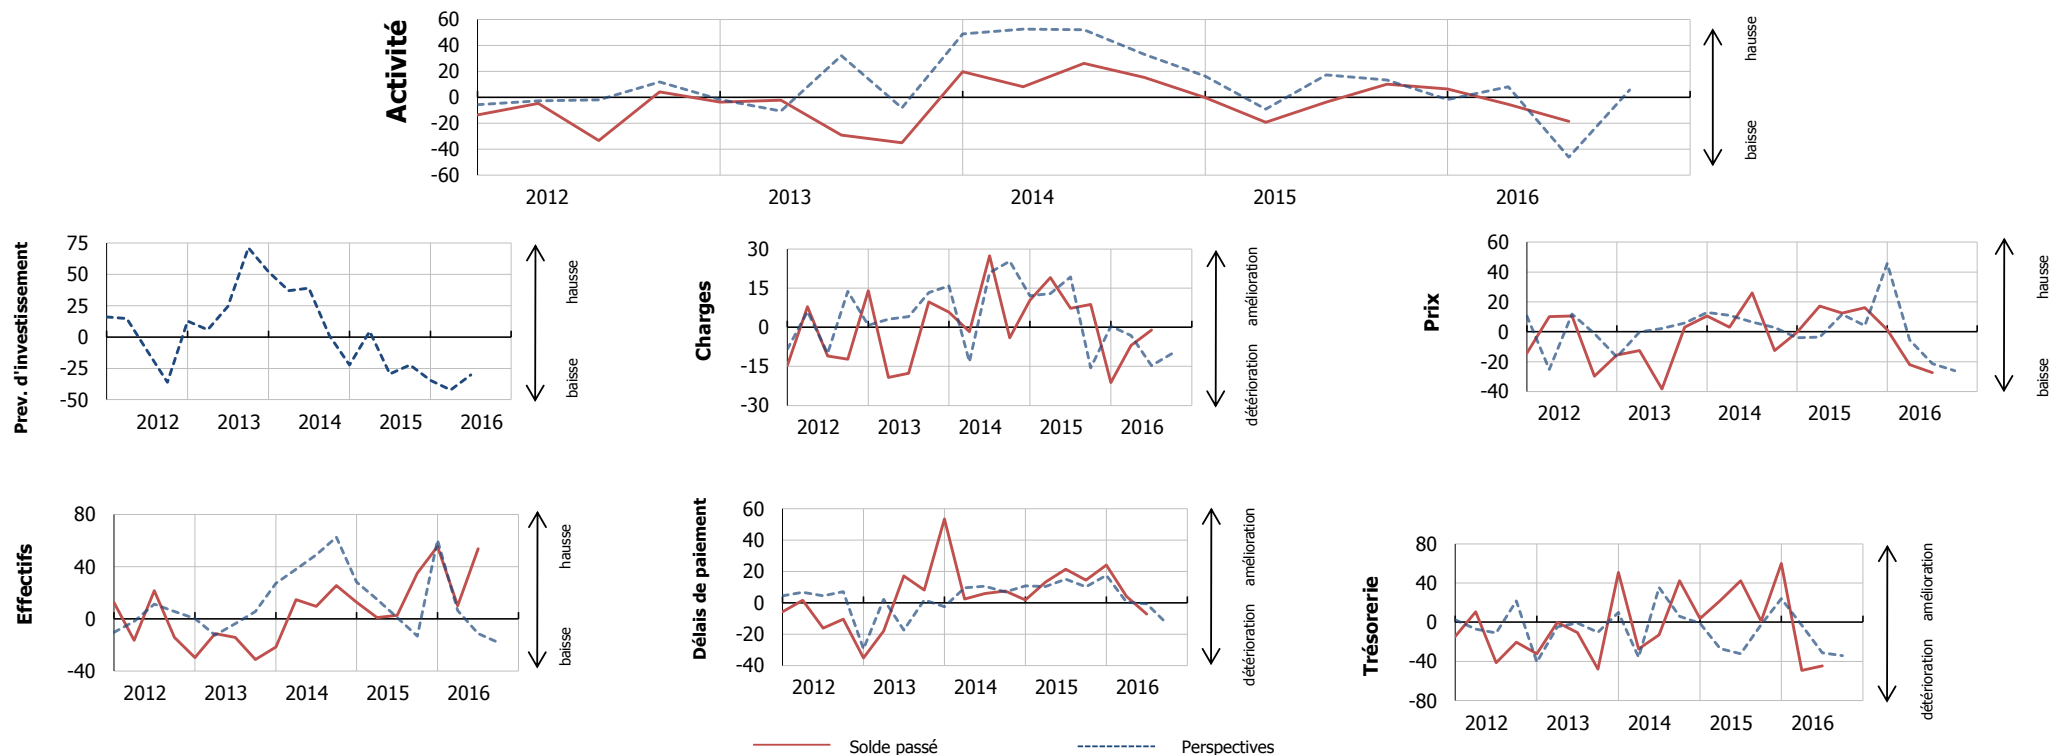 Activité
60
40
20
0
-20
-40
-60
2012 2013 2014 2015 2016
hausse
baisse
Prev. d'investissement
75
50
25
0
-25
-50
2012 2013 2014 2015 2016
hausse
baisse
Charges
30
15
0
-15
-30
2012 2013 2014 2015 2016
amélioration
détérioration
Prix
60
40
20
0
-20
-40
2012 2013 2014 2015 2016
hausse
baisse
Effectifs
80
40
0
-40
2012 2013 2014 2015 2016
hausse
baisse
Délais de paiement
60
40
20
0
-20
-40
2012 2013 2014 2015 2016
amélioration
détérioration
Trésorerie
80
40
0
-40
-80
2012 2013 2014 2015 2016
amélioration
détérioration
Solde passé Perspectives